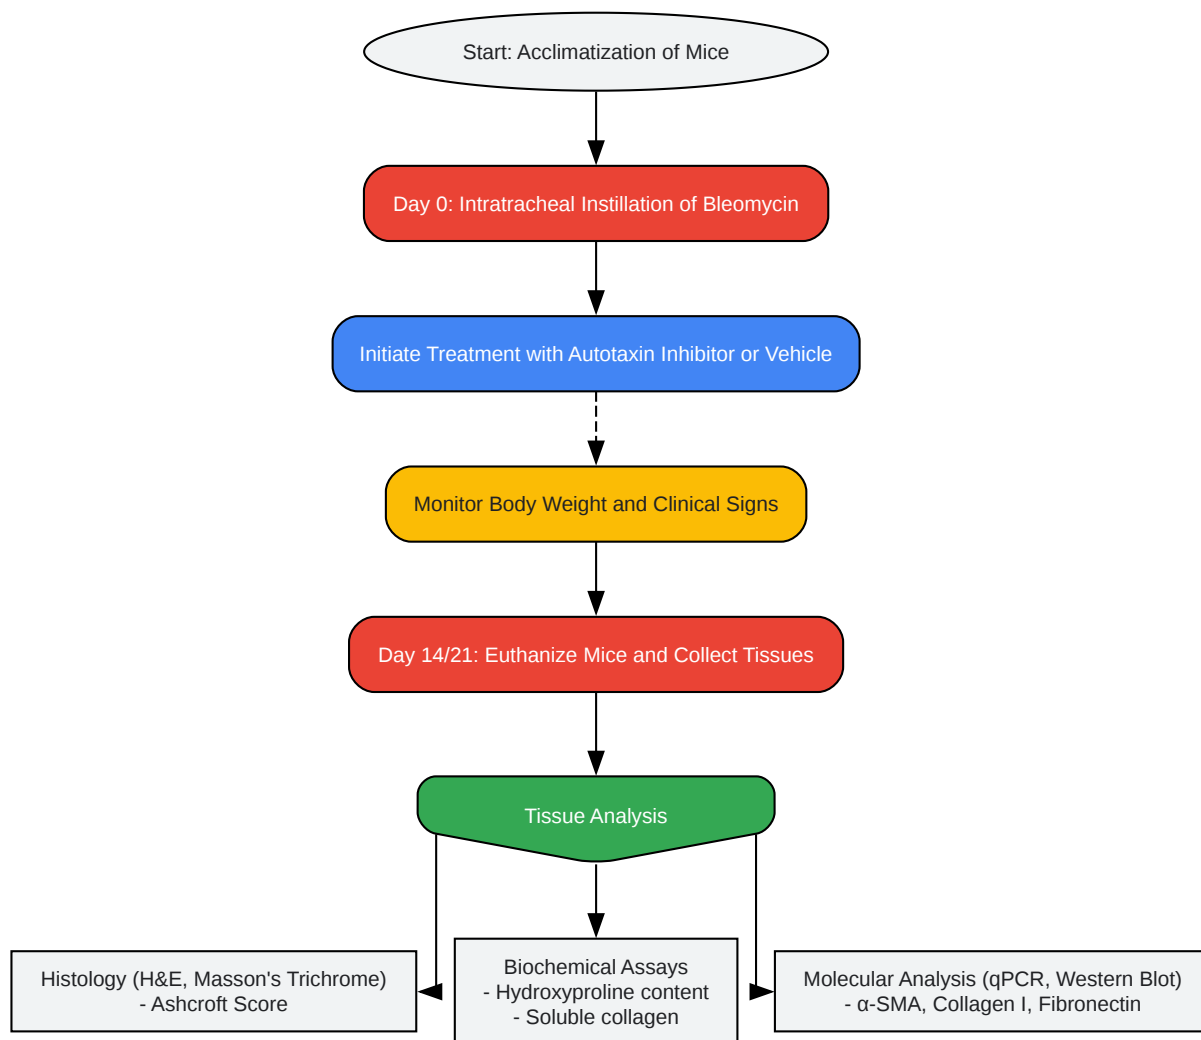 Start: Acclimatization of Mice
Day 0: Intratracheal Instillation of Bleomycin
Initiate Treatment with Autotaxin Inhibitor or Vehicle
Monitor Body Weight and Clinical Signs
Day 14/21: Euthanize Mice and Collect Tissues
Tissue Analysis
Histology (H&E, Masson's Trichrome)
- Ashcroft Score
Biochemical Assays
- Hydroxyproline content
- Soluble collagen
Molecular Analysis (qPCR, Western Blot)
- α-SMA, Collagen I, Fibronectin